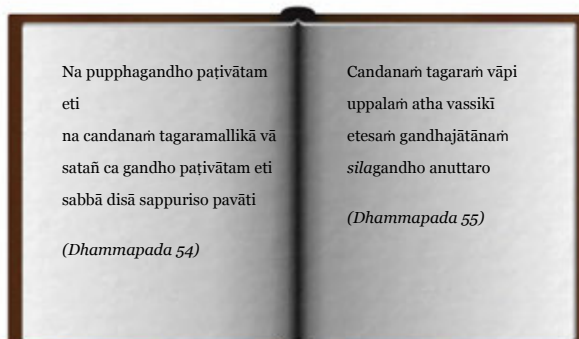 Na pupphagandho paṭivātam
eti
na candanaṁ tagaramallikā vā
satañ ca gandho paṭivātam eti
sabbā disā sappuriso pavāti
(Dhammapada 54)
Candanaṁ tagaraṁ vāpi
uppalaṁ atha vassikī
etesaṁ gandhajātānaṁ
silagandho anuttaro
(Dhammapada 55)